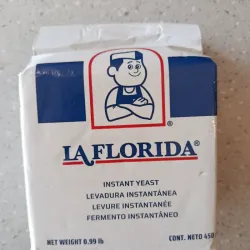 ®
LA FLORIDA®
INSTANT YEAST
LEVADURA INSTANTÁNEA
LEVURE INSTANTANÉE
FERMENTO INSTANTÂNEO
NET WEIGHT 0.99 lb
CONT. NETO 450